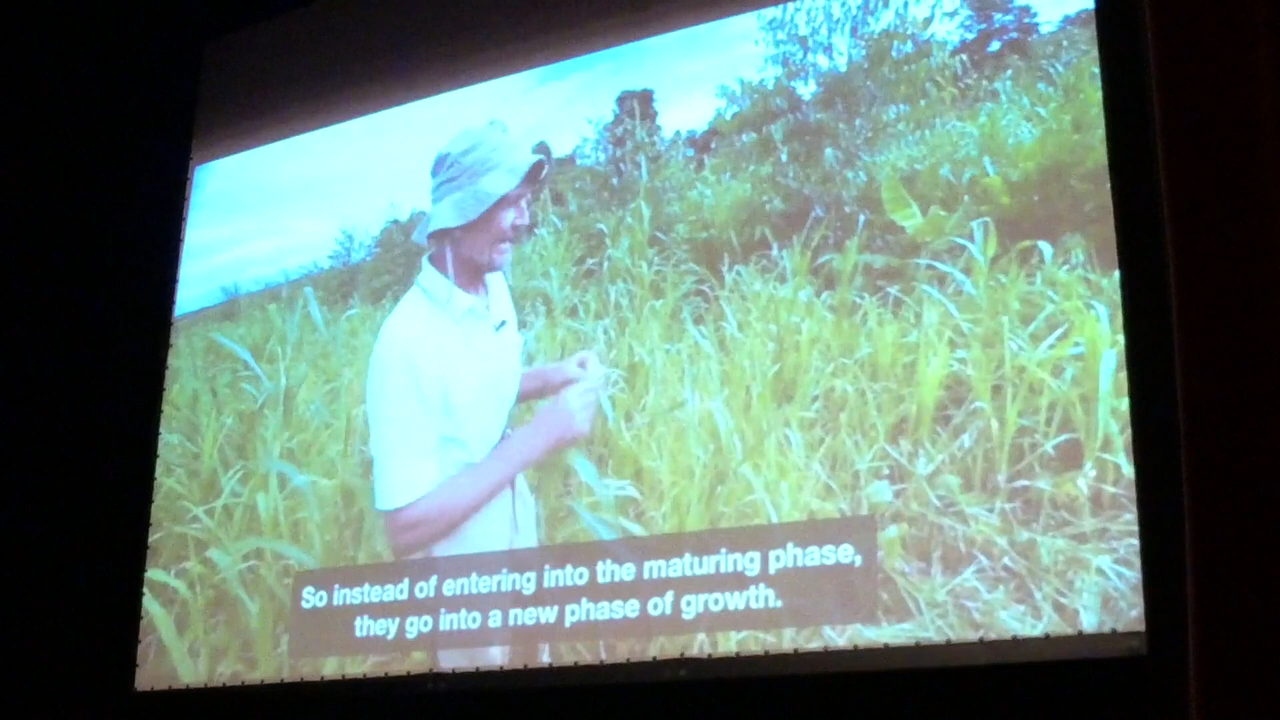 So instead of entering into the maturing phase,
they go into a new phase of growth.